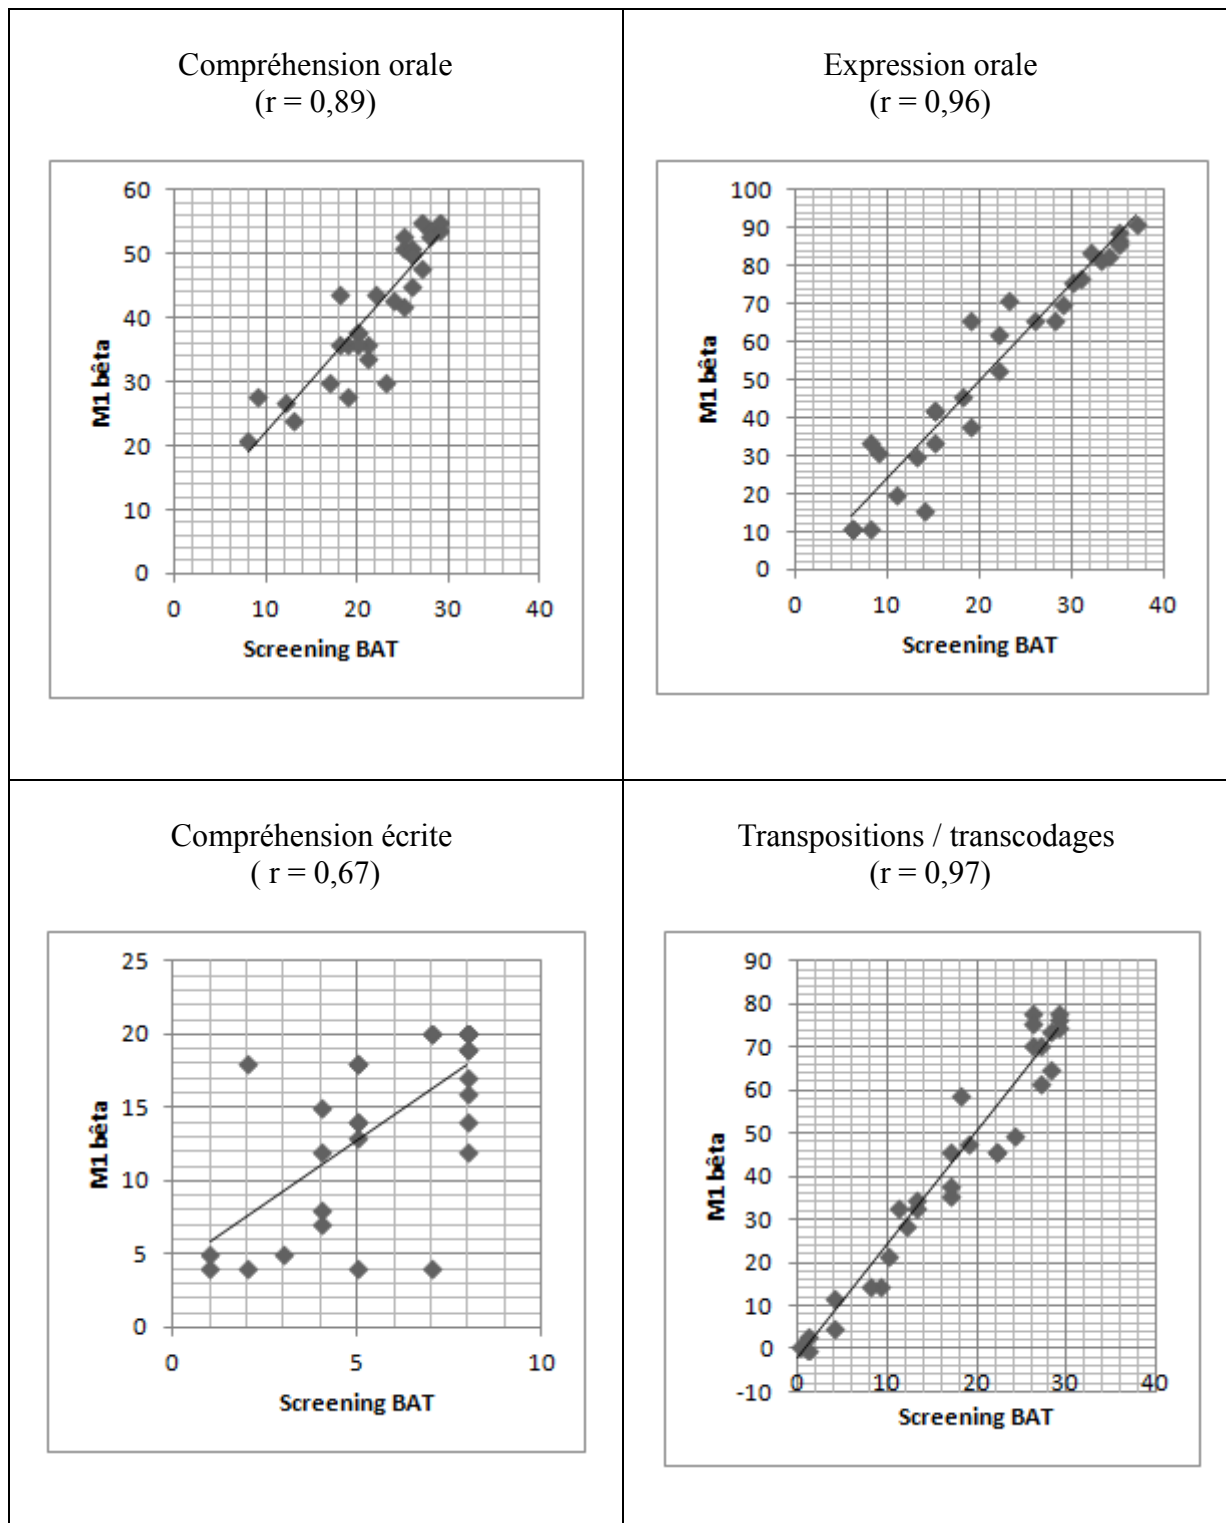 Compréhension orale
(r = 0,89)
60
50
40
30
20
10
0
0 10 20 30 40
M1 bêta
Screening BAT
Expression orale
(r = 0,96)
100
90
80
70
60
50
40
30
20
10
0
0 10 20 30 40
M1 bêta
Screening BAT
Compréhension écrite
( r = 0,67)
25
20
15
10
5
0
0 5 10
M1 bêta
Screening BAT
Transpositions / transcodages
(r = 0,97)
90
80
70
60
50
40
30
20
10
0
-10
0 10 20 30 40
M1 bêta
Screening BAT